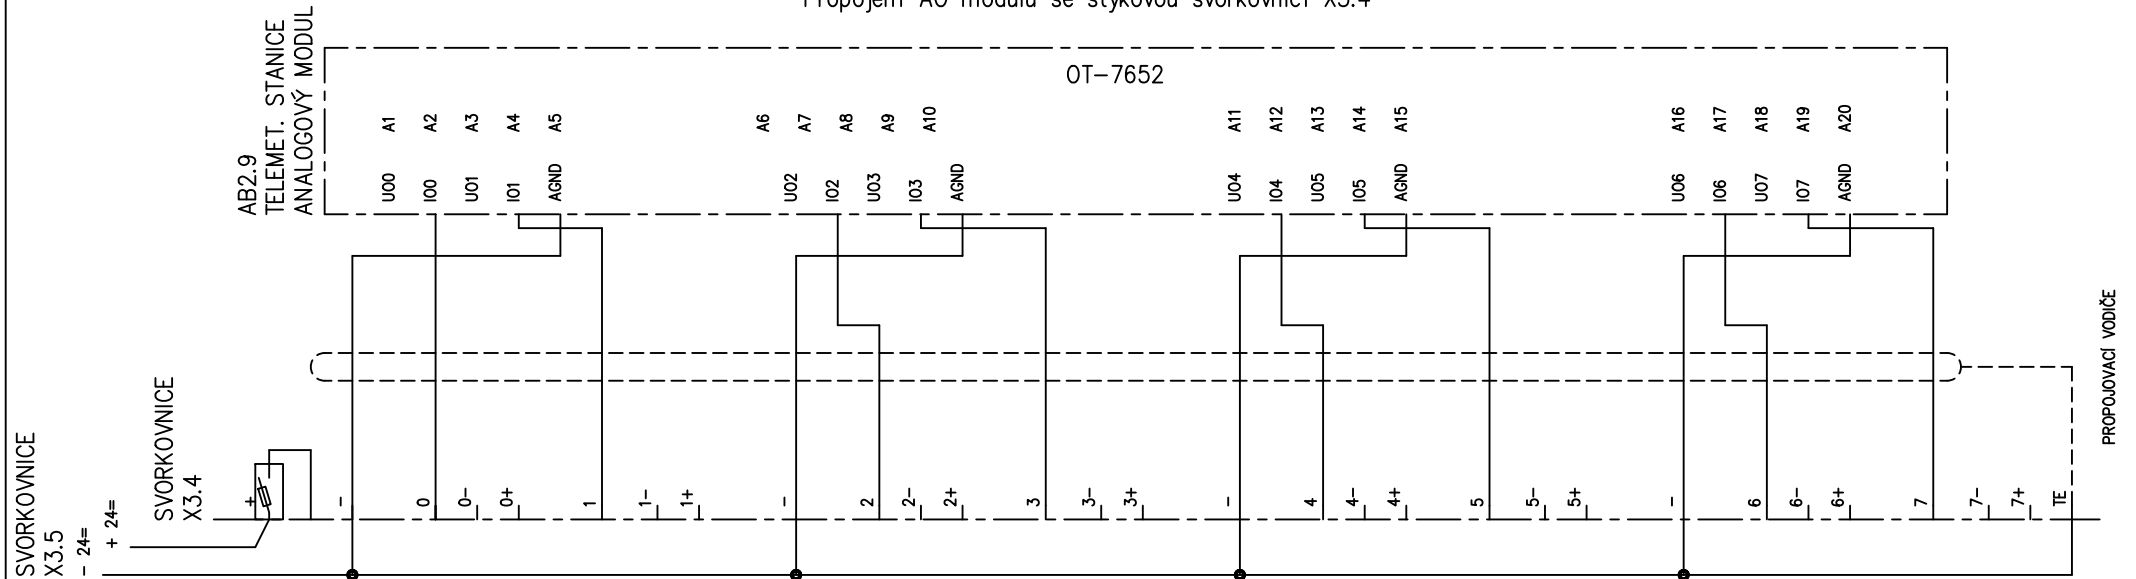 Propojení AO modulu se stykovou svorkovnicí X3.4
OT-7652
AB2.9
TELEMET. STANICE
ANALOGOVÝ MODUL
A1 A2 A3 A4 A5 A6 A7 A8 A9 A10 A11 A12 A13 A14 A15 A16 A17 A18 A19 A20
UO0 IO0 UO1 IO1 AGND UO2 IO2 UO3 IO3 AGND UO4 IO4 UO5 IO5 AGND UO6 IO6 UO7 IO7 AGND
PROPOJOVACÍ VODIČE
SVORKOVNICE
X3.4
+ - 0 0- 0+ 1 1- 1+ - 2 2- 2+ 3 3- 3+ - 4 4- 4+ 5 5- 5+ - 6 6- 6+ 7 7- 7+ TE
SVORKOVNICE
X3.5
- 24=
+ 24=